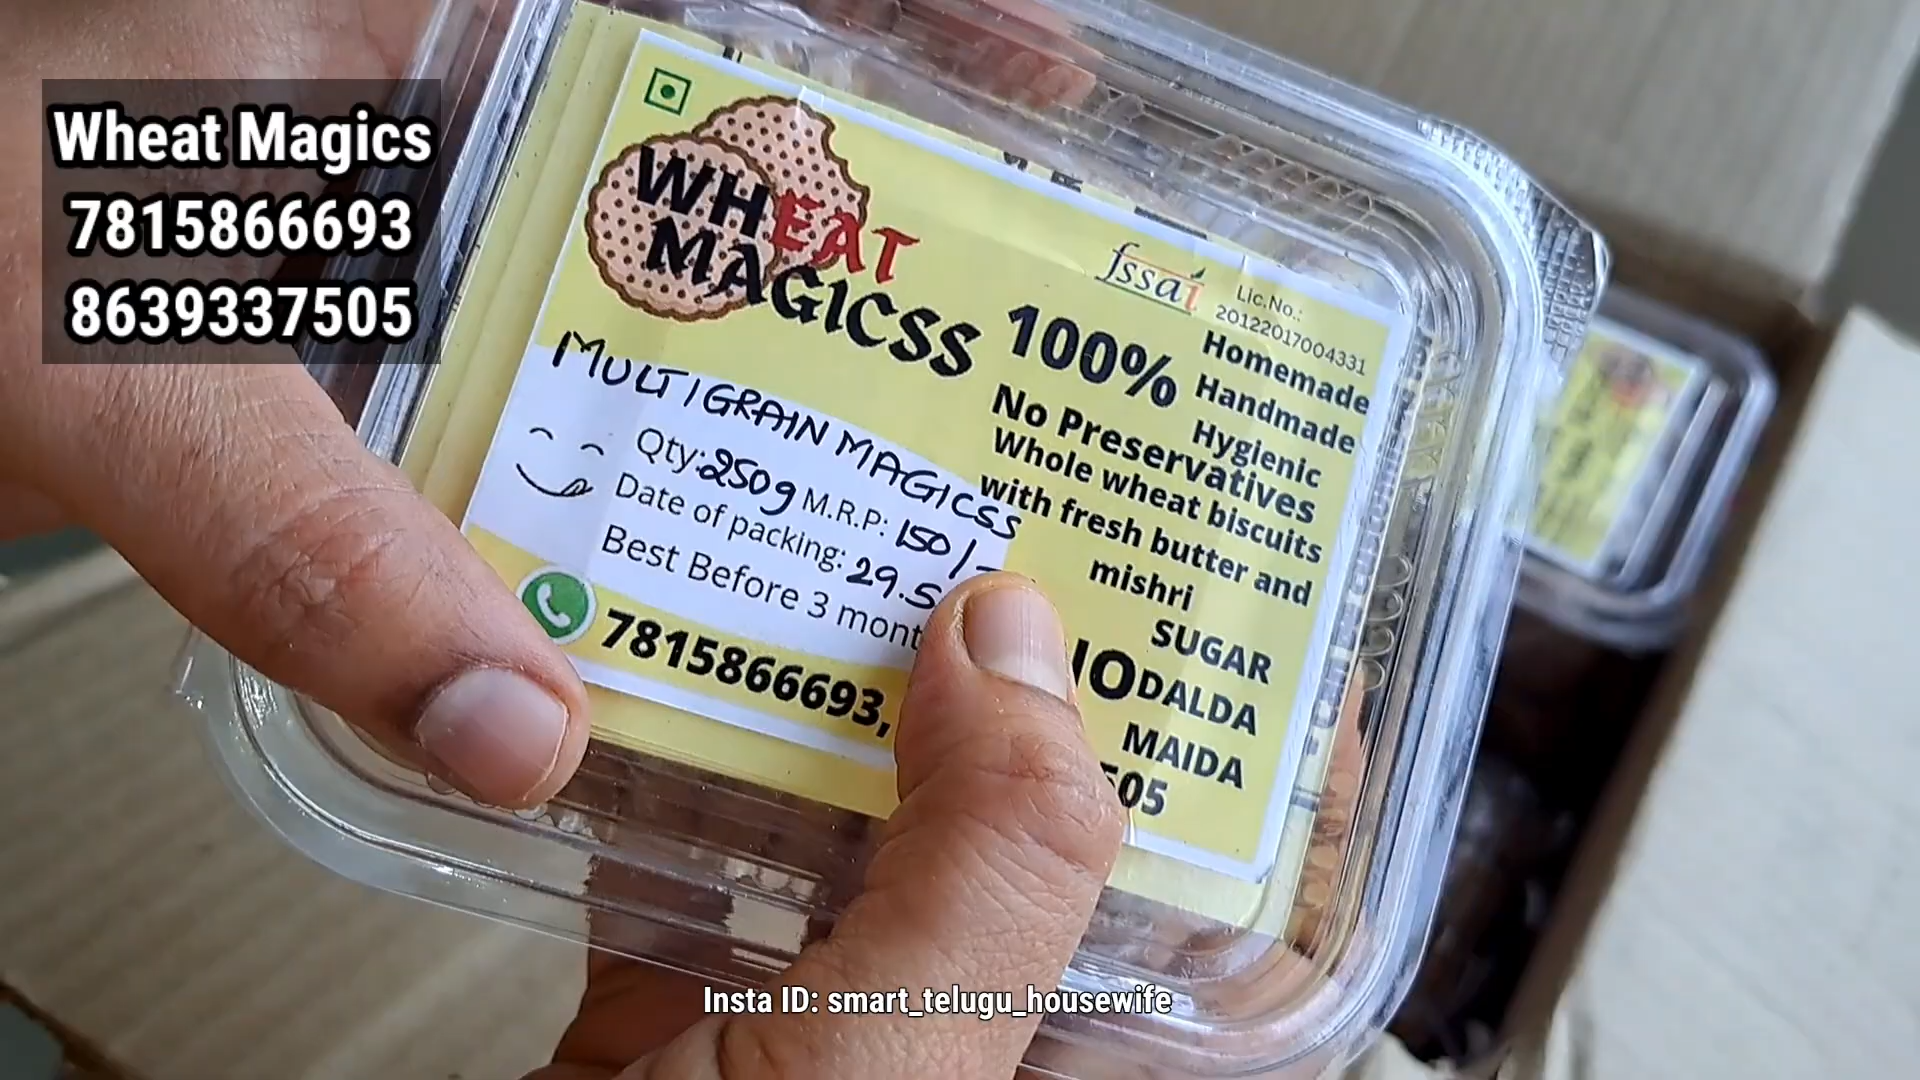 Wheat Magics
7815866693
8639337505
WHEAT
MAGICSS
fssai
Lic.No.:
20122017004331
100%
Homemade
Handmade
Hygienic
No Preservatives
Whole wheat biscuits
with fresh butter and
mishri
SUGAR
DALDA
MAIDA
MULTIGRAIN MAGICSS
Qty:250g M.R.P: 150/-
Date of packing: 29.5
Best Before 3 mont
7815866693,
505
Insta ID: smart_telugu_housewife